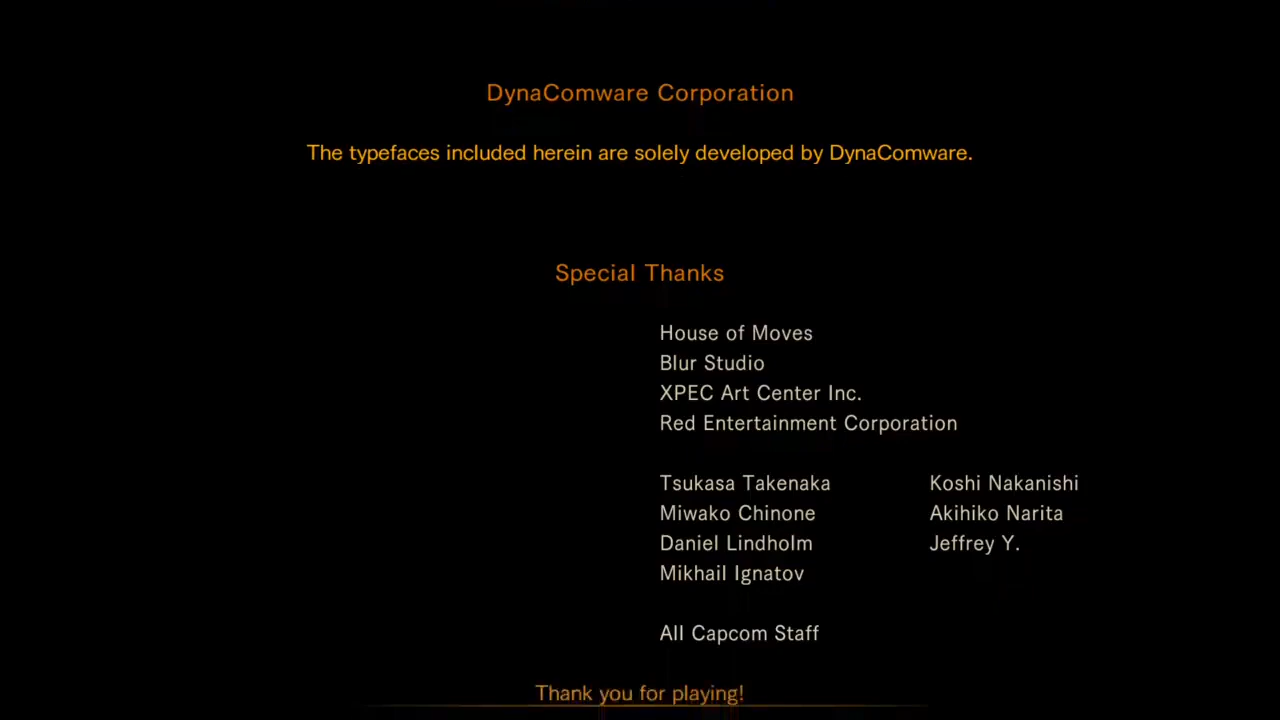 DynaComware Corporation
The typefaces included herein are solely developed by DynaComware.
Special Thanks
House of Moves
Blur Studio
XPEC Art Center Inc.
Red Entertainment Corporation
Tsukasa Takenaka Koshi Nakanishi
Miwako Chinone Akihiko Narita
Daniel Lindholm Jeffrey Y.
Mikhail Ignatov
All Capcom Staff
Thank you for playing!